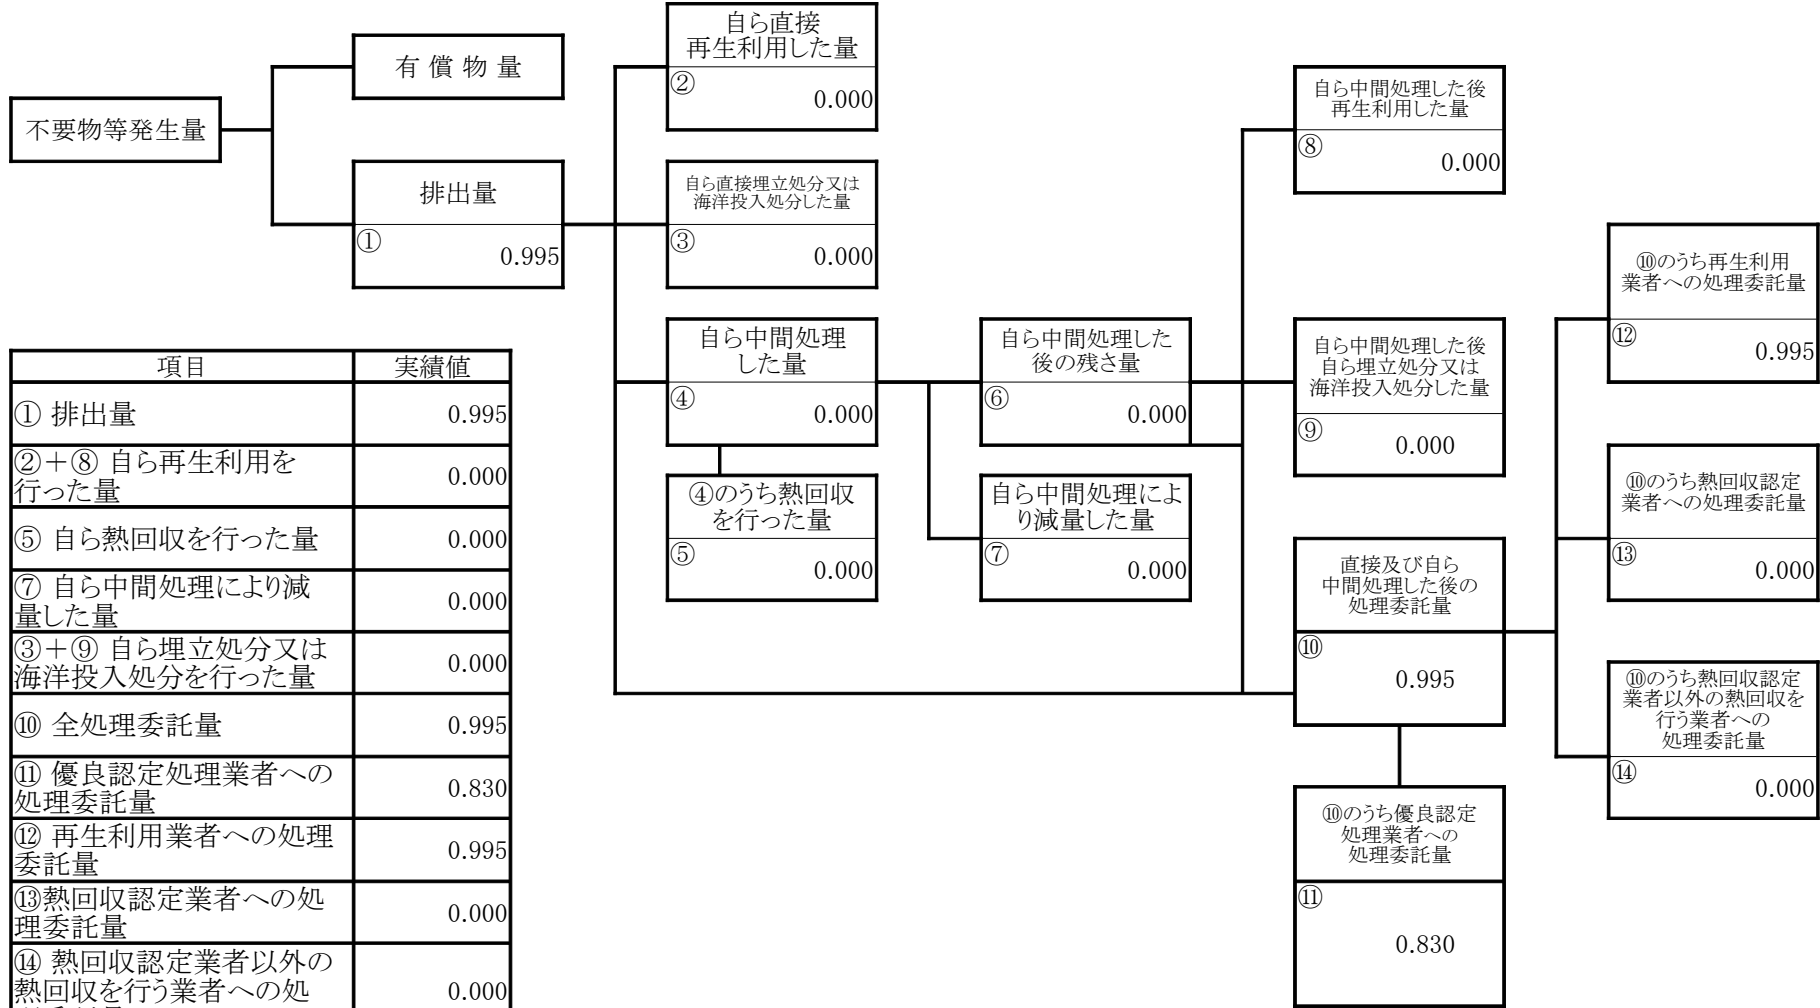 不要物等発生量
有 償 物 量
排出量
①
0.995
自ら直接
再生利用した量
②
0.000
自ら直接埋立処分又は
海洋投入処分した量
③
0.000
自ら中間処理
した量
④
0.000
④のうち熱回収
を行った量
⑤
0.000
自ら中間処理した
後の残さ量
⑥
0.000
自ら中間処理によ
り減量した量
⑦
0.000
自ら中間処理した後
再生利用した量
⑧
0.000
自ら中間処理した後
自ら埋立処分又は
海洋投入処分した量
⑨
0.000
直接及び自ら
中間処理した後の
処理委託量
⑩
0.995
⑩のうち優良認定
処理業者への
処理委託量
⑪
0.830
⑩のうち再生利用
業者への処理委託量
⑫
0.995
⑩のうち熱回収認定
業者への処理委託量
⑬
0.000
⑩のうち熱回収認定
業者以外の熱回収を
行う業者への
処理委託量
⑭
0.000
項目 実績値
① 排出量 0.995
②＋⑧ 自ら再生利用を
行った量 0.000
⑤ 自ら熱回収を行った量 0.000
⑦ 自ら中間処理により減
量した量 0.000
③＋⑨ 自ら埋立処分又は
海洋投入処分を行った量 0.000
⑩ 全処理委託量 0.995
⑪ 優良認定処理業者への
処理委託量 0.830
⑫ 再生利用業者への処理
委託量 0.995
⑬熱回収認定業者への処
理委託量 0.000
⑭ 熱回収認定業者以外の
熱回収を行う業者への処 0.000